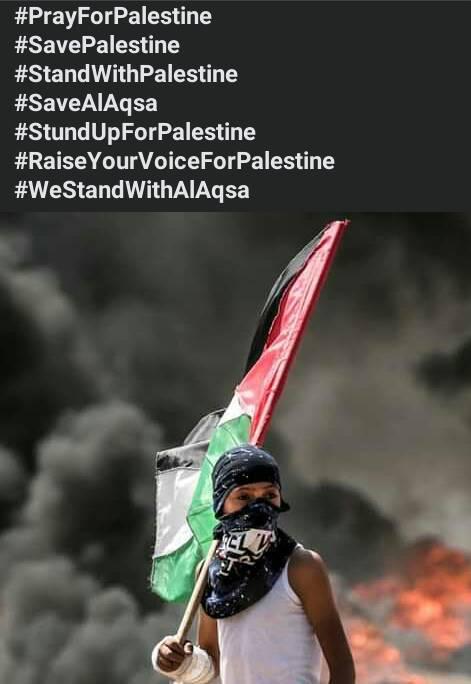 #PrayForPalestine
#SavePalestine
#StandWithPalestine
#SaveAlAqsa
#StundUpForPalestine
#RaiseYourVoiceForPalestine
#WeStandWithAlAqsa